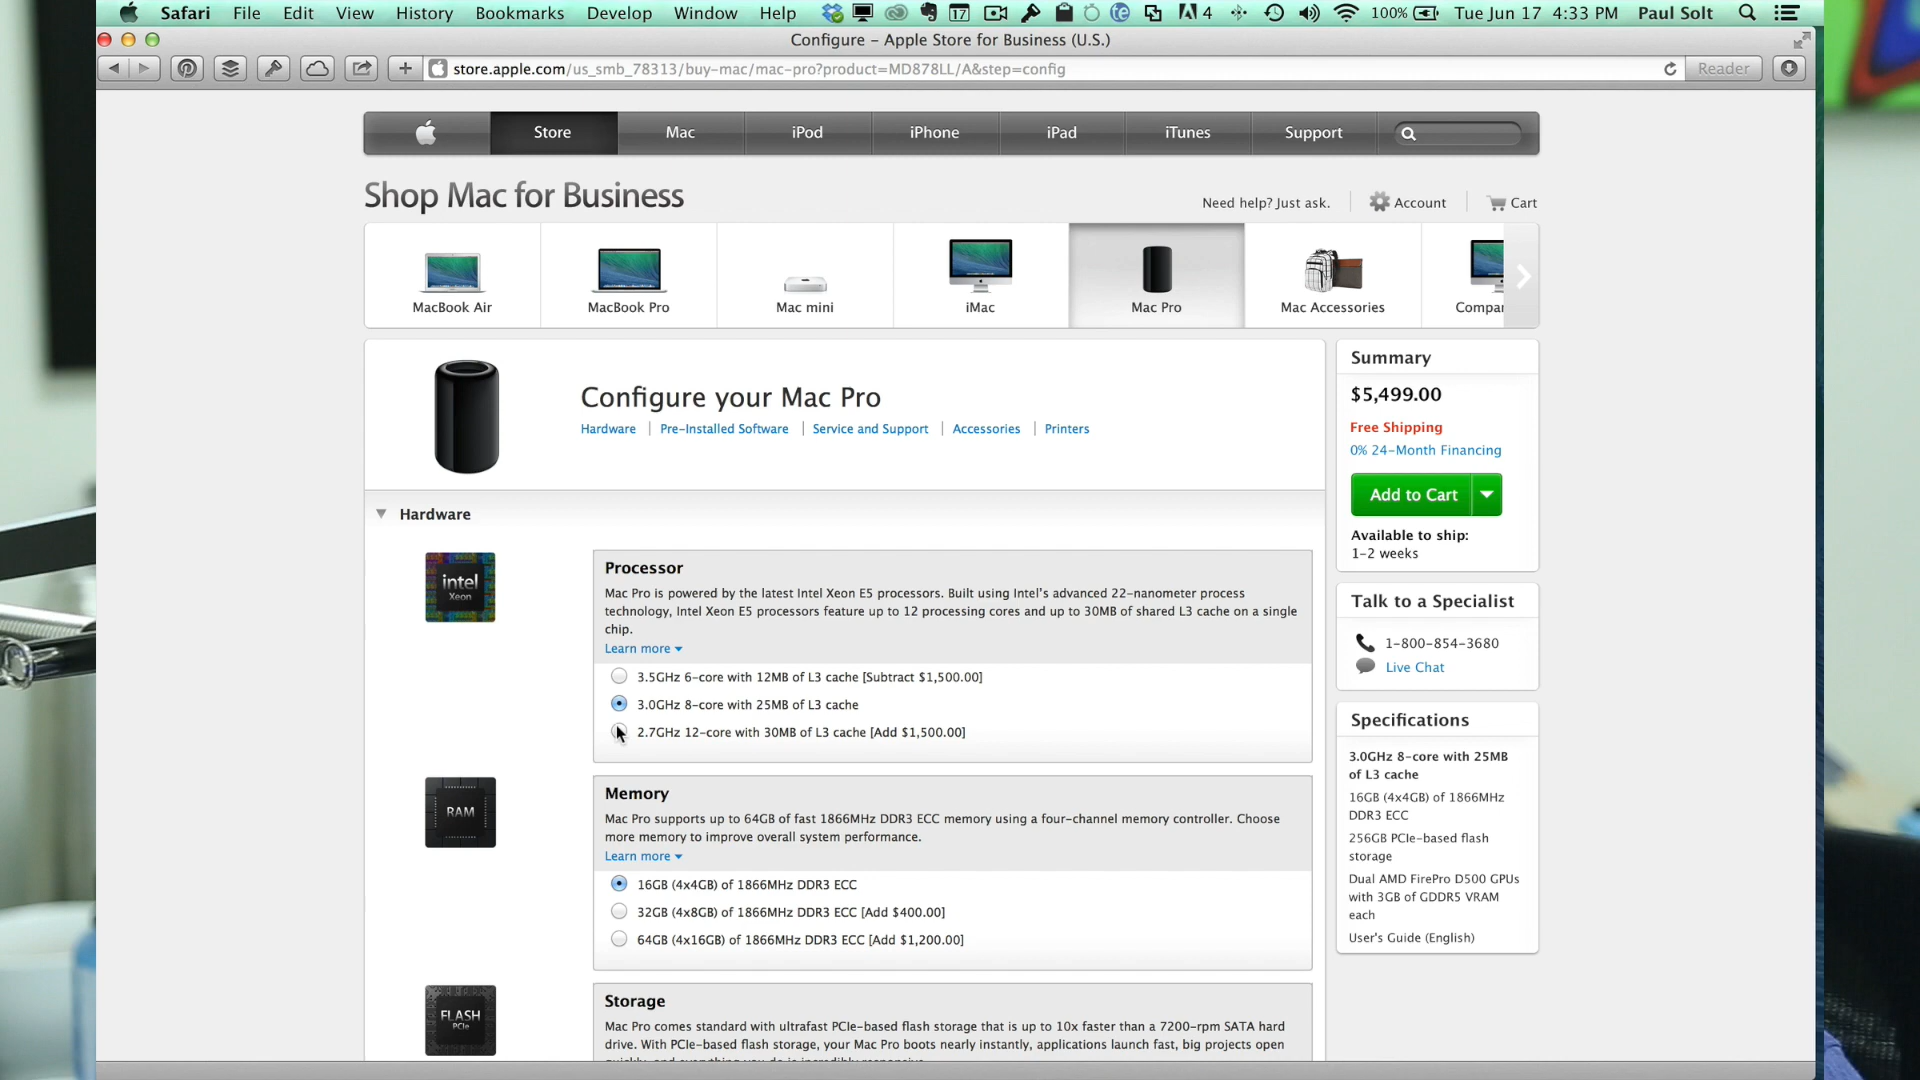 Safari File Edit View History Bookmarks Develop Window Help 17 4 100% Tue Jun 17 4:33 PM Paul Solt
Configure – Apple Store for Business (U.S.)
store.apple.com/us_smb_78313/buy-mac/mac-pro?product=MD878LL/A&step=config Reader
Store Mac iPod iPhone iPad iTunes Support
Shop Mac for Business
Need help? Just ask. Account Cart
MacBook Air MacBook Pro Mac mini iMac Mac Pro Mac Accessories Compar
Configure your Mac Pro
Hardware Pre-Installed Software Service and Support Accessories Printers
Hardware
intel
Xeon
Processor
Mac Pro is powered by the latest Intel Xeon E5 processors. Built using Intel's advanced 22-nanometer process
technology, Intel Xeon E5 processors feature up to 12 processing cores and up to 30MB of shared L3 cache on a single
chip.
Learn more
3.5GHz 6-core with 12MB of L3 cache [Subtract $1,500.00]
3.0GHz 8-core with 25MB of L3 cache
2.7GHz 12-core with 30MB of L3 cache [Add $1,500.00]
RAM
Memory
Mac Pro supports up to 64GB of fast 1866MHz DDR3 ECC memory using a four-channel memory controller. Choose
more memory to improve overall system performance.
Learn more
16GB (4x4GB) of 1866MHz DDR3 ECC
32GB (4x8GB) of 1866MHz DDR3 ECC [Add $400.00]
64GB (4x16GB) of 1866MHz DDR3 ECC [Add $1,200.00]
FLASH
PCIe
Storage
Mac Pro comes standard with ultrafast PCIe-based flash storage that is up to 10x faster than a 7200-rpm SATA hard
drive. With PCIe-based flash storage, your Mac Pro boots nearly instantly, applications launch fast, big projects open
Summary
$5,499.00
Free Shipping
0% 24-Month Financing
Add to Cart
Available to ship:
1-2 weeks
Talk to a Specialist
1-800-854-3680
Live Chat
Specifications
3.0GHz 8-core with 25MB
of L3 cache
16GB (4x4GB) of 1866MHz
DDR3 ECC
256GB PCIe-based flash
storage
Dual AMD FirePro D500 GPUs
with 3GB of GDDR5 VRAM
each
User's Guide (English)